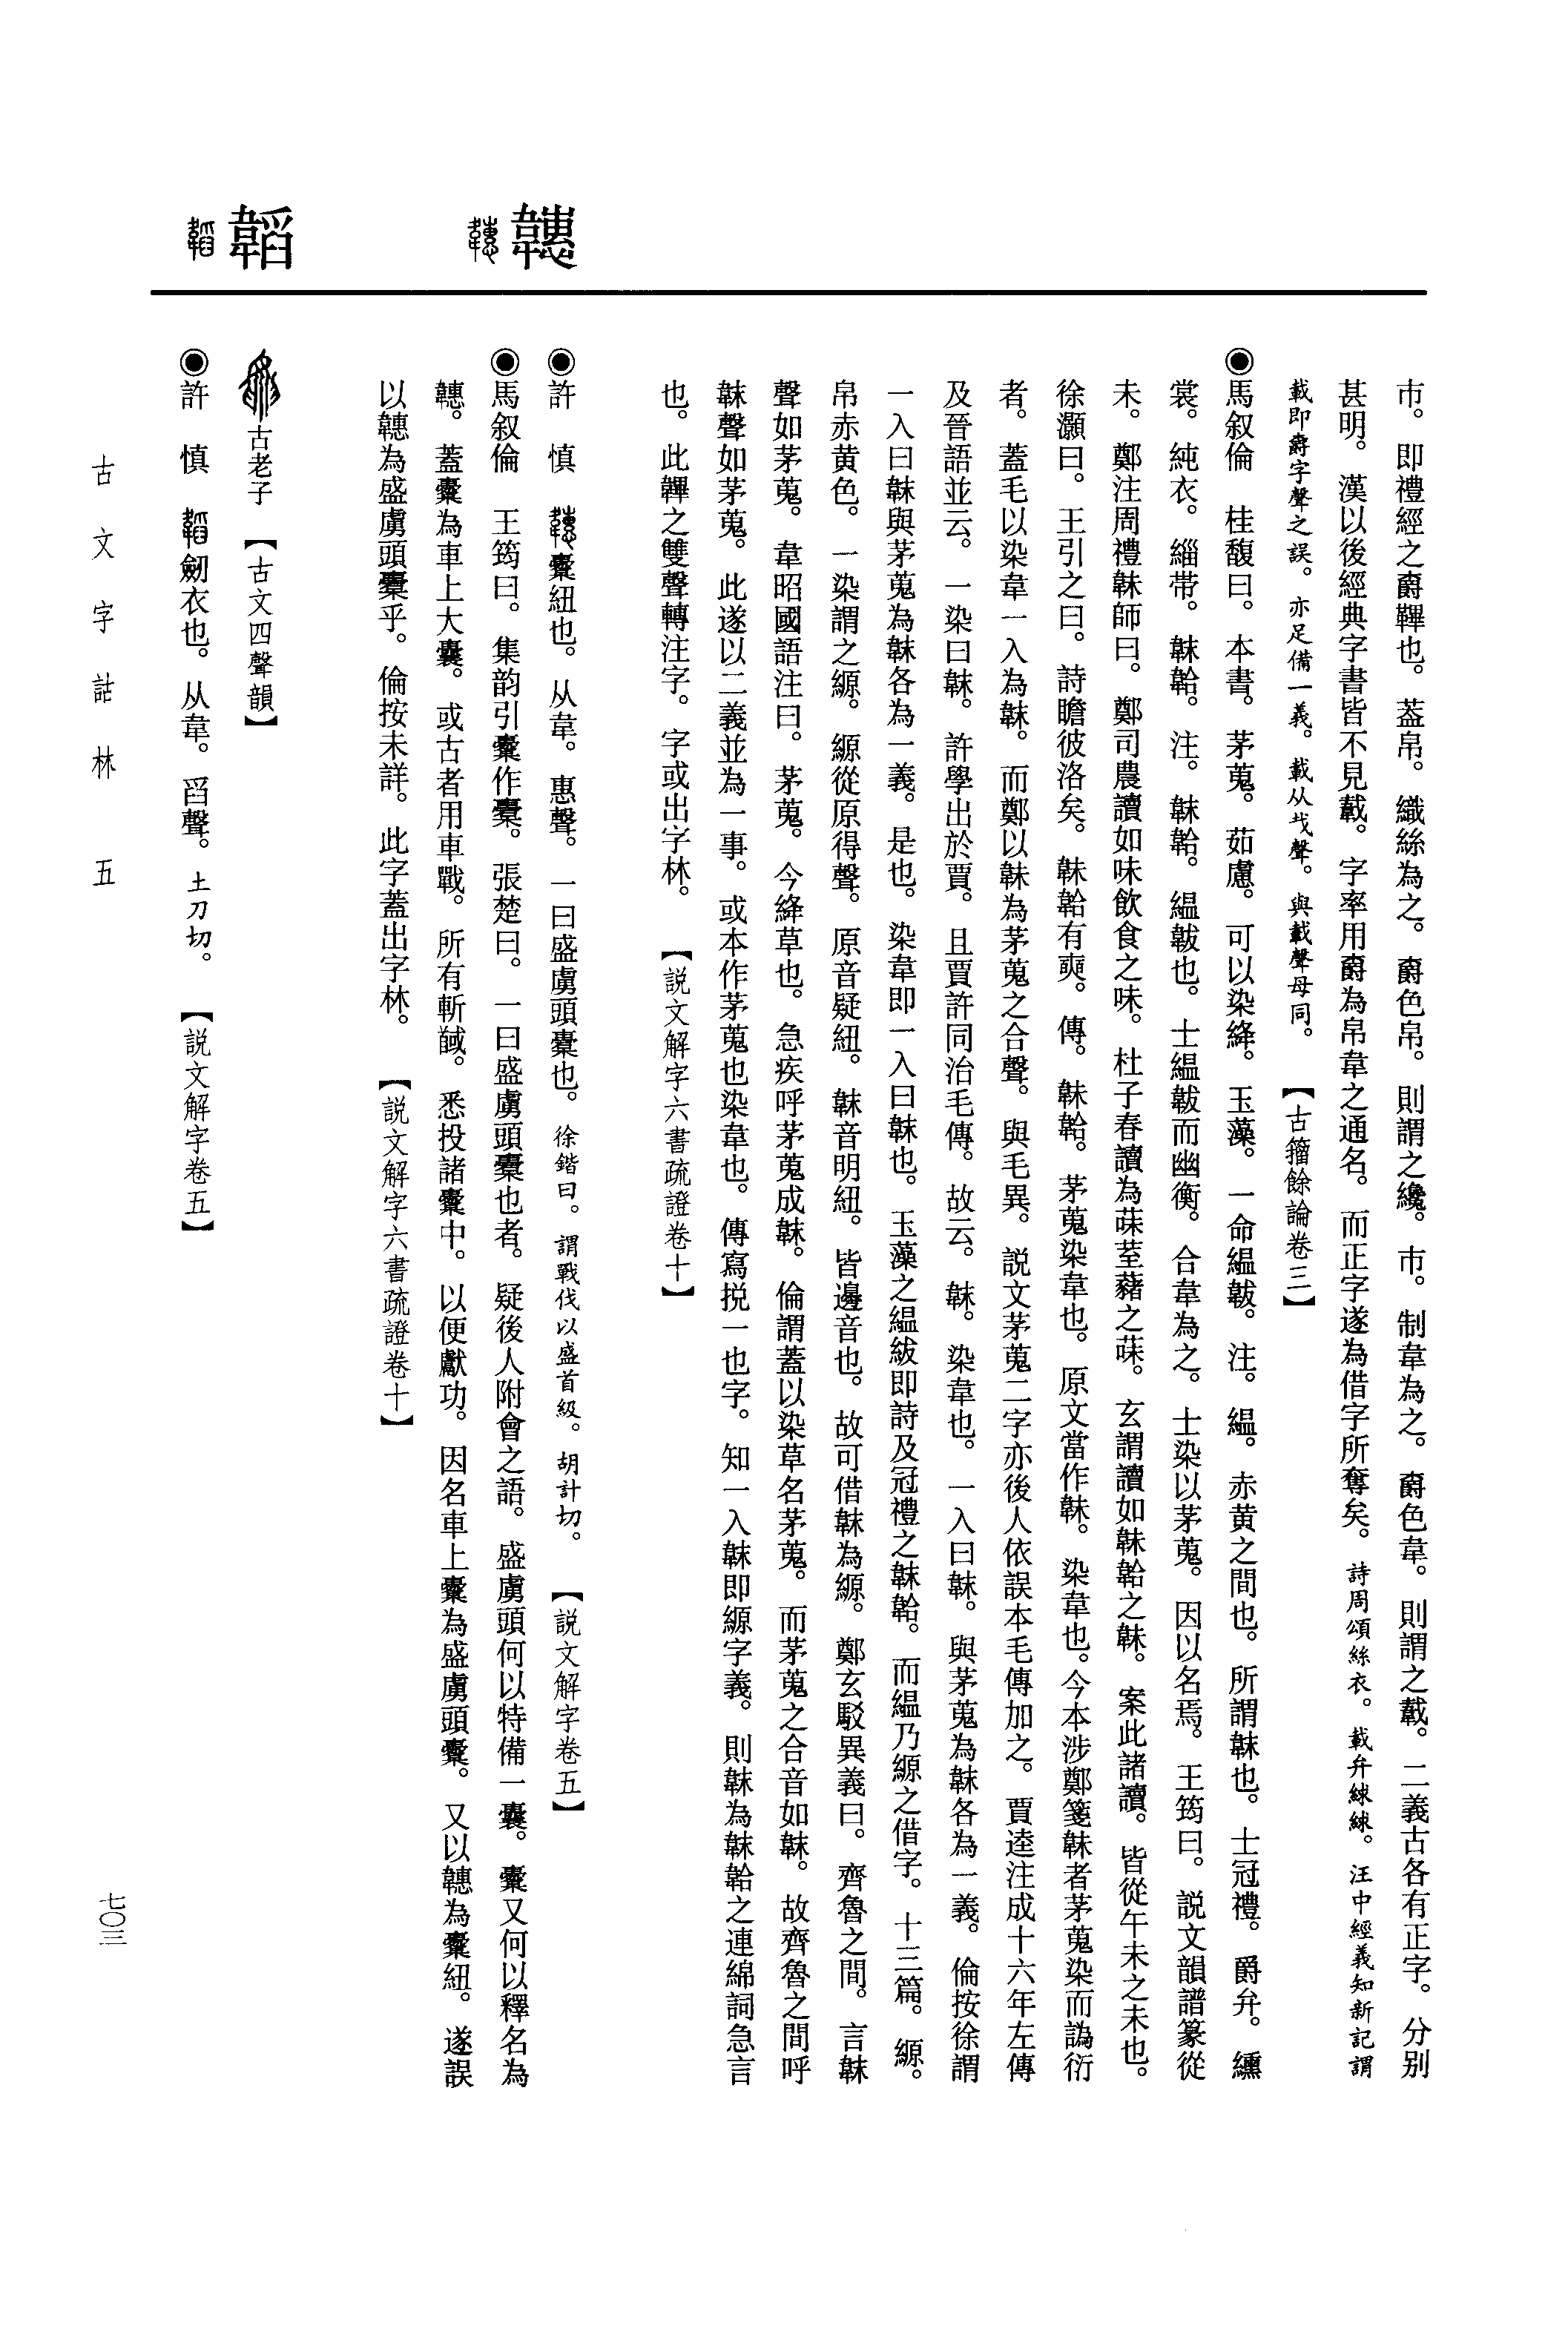 韢
韜
市。即禮經之爵韠也。蓋帛。織絲為之。爵色帛。則謂之纔。市。制韋為之。爵色韋。則謂之䩠。二義古各有正字。分别
甚明。漢以後經典字書皆不見䩠。字率用爵為帛韋之通名。而正字遂為借字所奪矣。詩周頌絲衣。載弁俅俅。汪中經義知新記謂
載即爵字聲之誤。亦足備一義。載从𢦏聲。與䩠聲母同。【古籀餘論卷三】
◉馬叙倫　桂馥曰。本書。茅蒐。茹藘。可以染絳。玉藻。一命緼韍。注。緼。赤黄之間也。所謂韎也。士冠禮。爵弁。纁
裳。純衣。緇带。韎韐。注。韎韐。緼韍也。士緼韍而幽衡。合韋為之。士染以茅蒐。因以名焉。王筠曰。説文韻譜篆從
未。鄭注周禮韎師曰。鄭司農讀如味飲食之味。杜子春讀為菋荎蕏之菋。玄謂讀如韎韐之韎。案此諸讀。皆從午未之未也。
徐灝曰。王引之曰。詩瞻彼洛矣。韎韐有奭。傳。韎韐。茅蒐染韋也。原文當作韎。染韋也。今本涉鄭箋韎者茅蒐染而譌衍
者。蓋毛以染韋一入為韎。而鄭以韎為茅蒐之合聲。與毛異。説文茅蒐二字亦後人依誤本毛傳加之。賈逵注成十六年左傳
及晉語並云。一染曰韎。許學出於賈。且賈許同治毛傳。故云。韎。染韋也。一入曰韎。與茅蒐為韎各為一義。倫按徐謂
一入曰韎與茅蒐為韎各為一義。是也。染韋即一入曰韎也。玉藻之緼紱即詩及冠禮之韎韐。而緼乃縓之借字。十三篇。縓。
帛赤黄色。一染謂之縓。縓從原得聲。原音疑紐。韎音明紐。皆邊音也。故可借韎為縓。鄭玄駁異義曰。齊魯之間。言韎
聲如茅蒐。韋昭國語注曰。茅蒐。今絳草也。急疾呼茅蒐成韎。倫謂蓋以染草名茅蒐。而茅蒐之合音如韎。故齊魯之間呼
韎聲如茅蒐。此遂以二義並為一事。或本作茅蒐也染韋也。傳寫挩一也字。知一入韎即縓字義。則韎為韎韐之連綿詞急言
也。此韠之雙聲轉注字。字或出字林。【説文解字六書疏證卷十】
◉許　慎　韢橐紐也。从韋。惠聲。一曰盛虜頭橐也。徐鍇曰。謂戰伐以盛首級。胡計切。【説文解字卷五】
◉馬叙倫　王筠曰。集韵引橐作櫜。張楚曰。一曰盛虜頭橐也者。疑後人附會之語。盛虜頭何以特備一囊。橐又何以釋名為
韢。蓋橐為車上大囊。或古者用車戰。所有斬馘。悉投諸橐中。以便獻功。因名車上橐為盛虜頭橐。又以韢為橐紐。遂誤
以韢為盛虜頭橐乎。倫按未詳。此字蓋出字林。【説文解字六書疏證卷十】
古老子【古文四聲韻】
◉許　慎　韜劒衣也。从韋。舀聲。土刀切。【説文解字卷五】
古文字詁林　五
七〇三